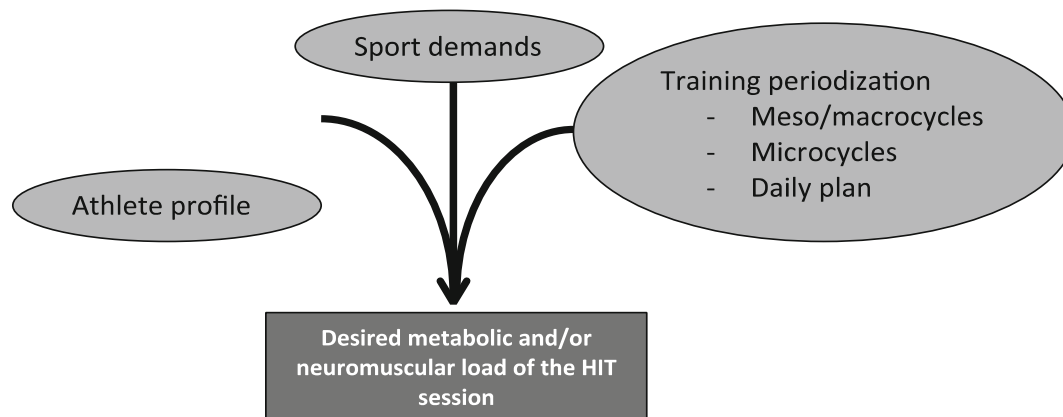 Sport demands
Training periodization
- Meso/macrocycles
- Microcycles
- Daily plan
Athlete profile
Desired metabolic and/or
neuromuscular load of the HIT
session